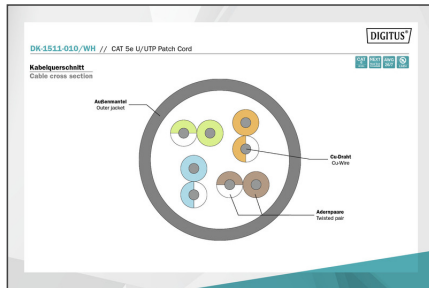 DIGITUS®
DK-1511-010/WH // CAT 5e U/UTP Patch Cord
Kabelquerschnitt
Cable cross section
Außenmantel
Outer jacket
Cu-Draht
Cu-Wire
Adernpaare
Twisted pair